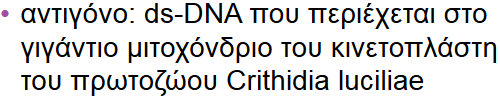 • αντιγόνο: ds-DNA που περιέχεται στο
γιγάντιο μιτοχόνδριο του κινετοπλάστη
του πρωτοζώου Crithidia luciliae